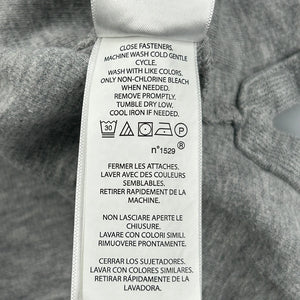 CLOSE FASTENERS.
MACHINE WASH COLD GENTLE
CYCLE.
WASH WITH LIKE COLORS.
ONLY NON-CHLORINE BLEACH
WHEN NEEDED.
REMOVE PROMPTLY.
TUMBLE DRY LOW.
COOL IRON IF NEEDED.
30 P
n°1529 ®
FERMER LES ATTACHES.
LAVER AVEC DES COULEURS
SEMBLABLES.
RETIRER RAPIDEMENT DE LA
MACHINE.
NON LASCIARE APERTE LE
CHIUSURE.
LAVARE CON COLORI SIMILI.
RIMUOVERE PRONTAMENTE.
CERRAR LOS SUJETADORES.
LAVAR CON COLORES SIMILARES.
RETIRAR RÁPIDAMENTE.